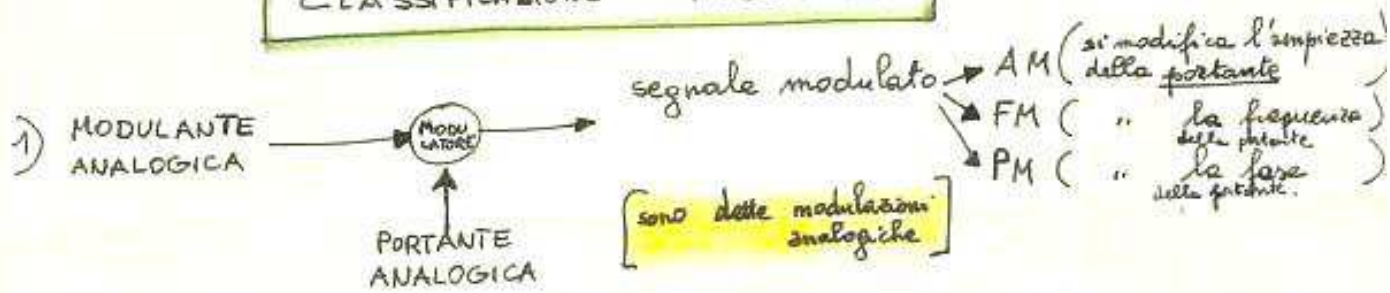 CLASSIFICAZIONE
1) MODULANTE ANALOGICA
MODULATORE
PORTANTE ANALOGICA
segnale modulato
AM (si modifica l'ampiezza della portante)
FM ( " la frequenza della portante )
PM ( " la fase della portante. )
[sono dette modulazioni analogiche]